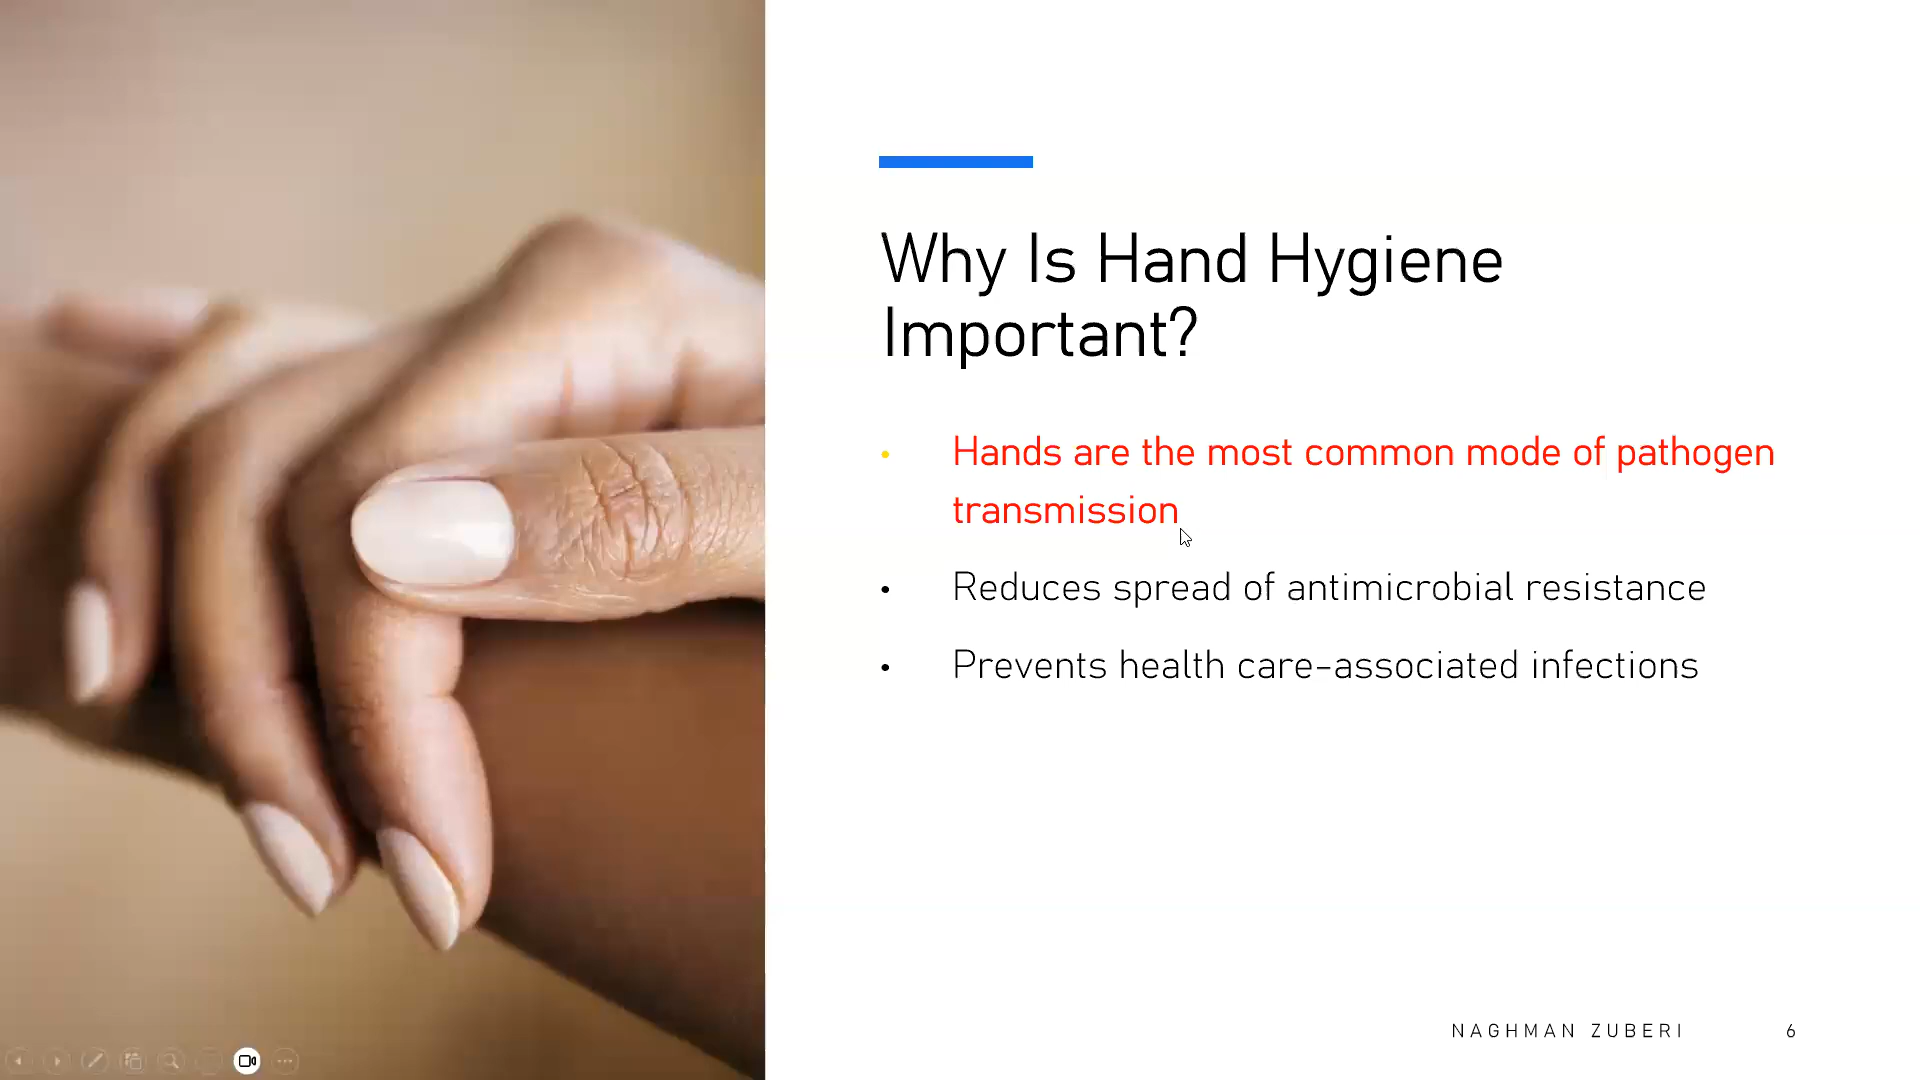 Why Is Hand Hygiene
Important?
• Hands are the most common mode of pathogen
transmission
• Reduces spread of antimicrobial resistance
• Prevents health care-associated infections
NAGHMAN ZUBERI 6